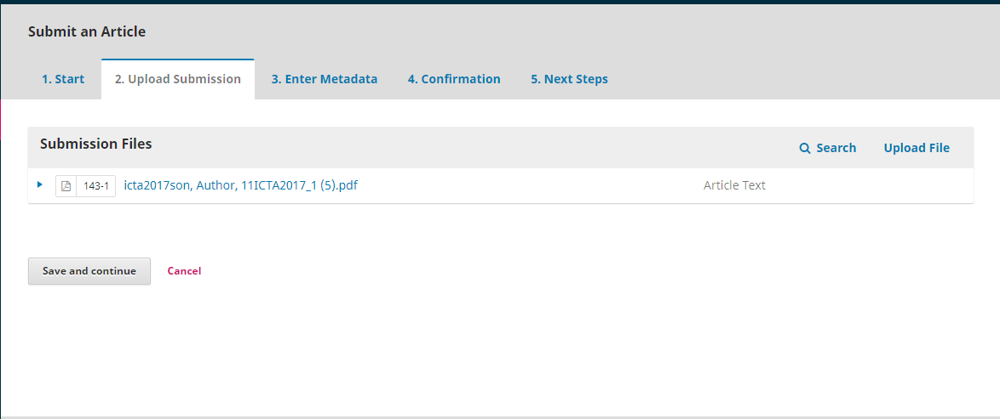 Submit an Article
1. Start 2. Upload Submission 3. Enter Metadata 4. Confirmation 5. Next Steps
Submission Files Search Upload File
143-1 icta2017son, Author, 11ICTA2017_1 (5).pdf Article Text
Save and continue Cancel